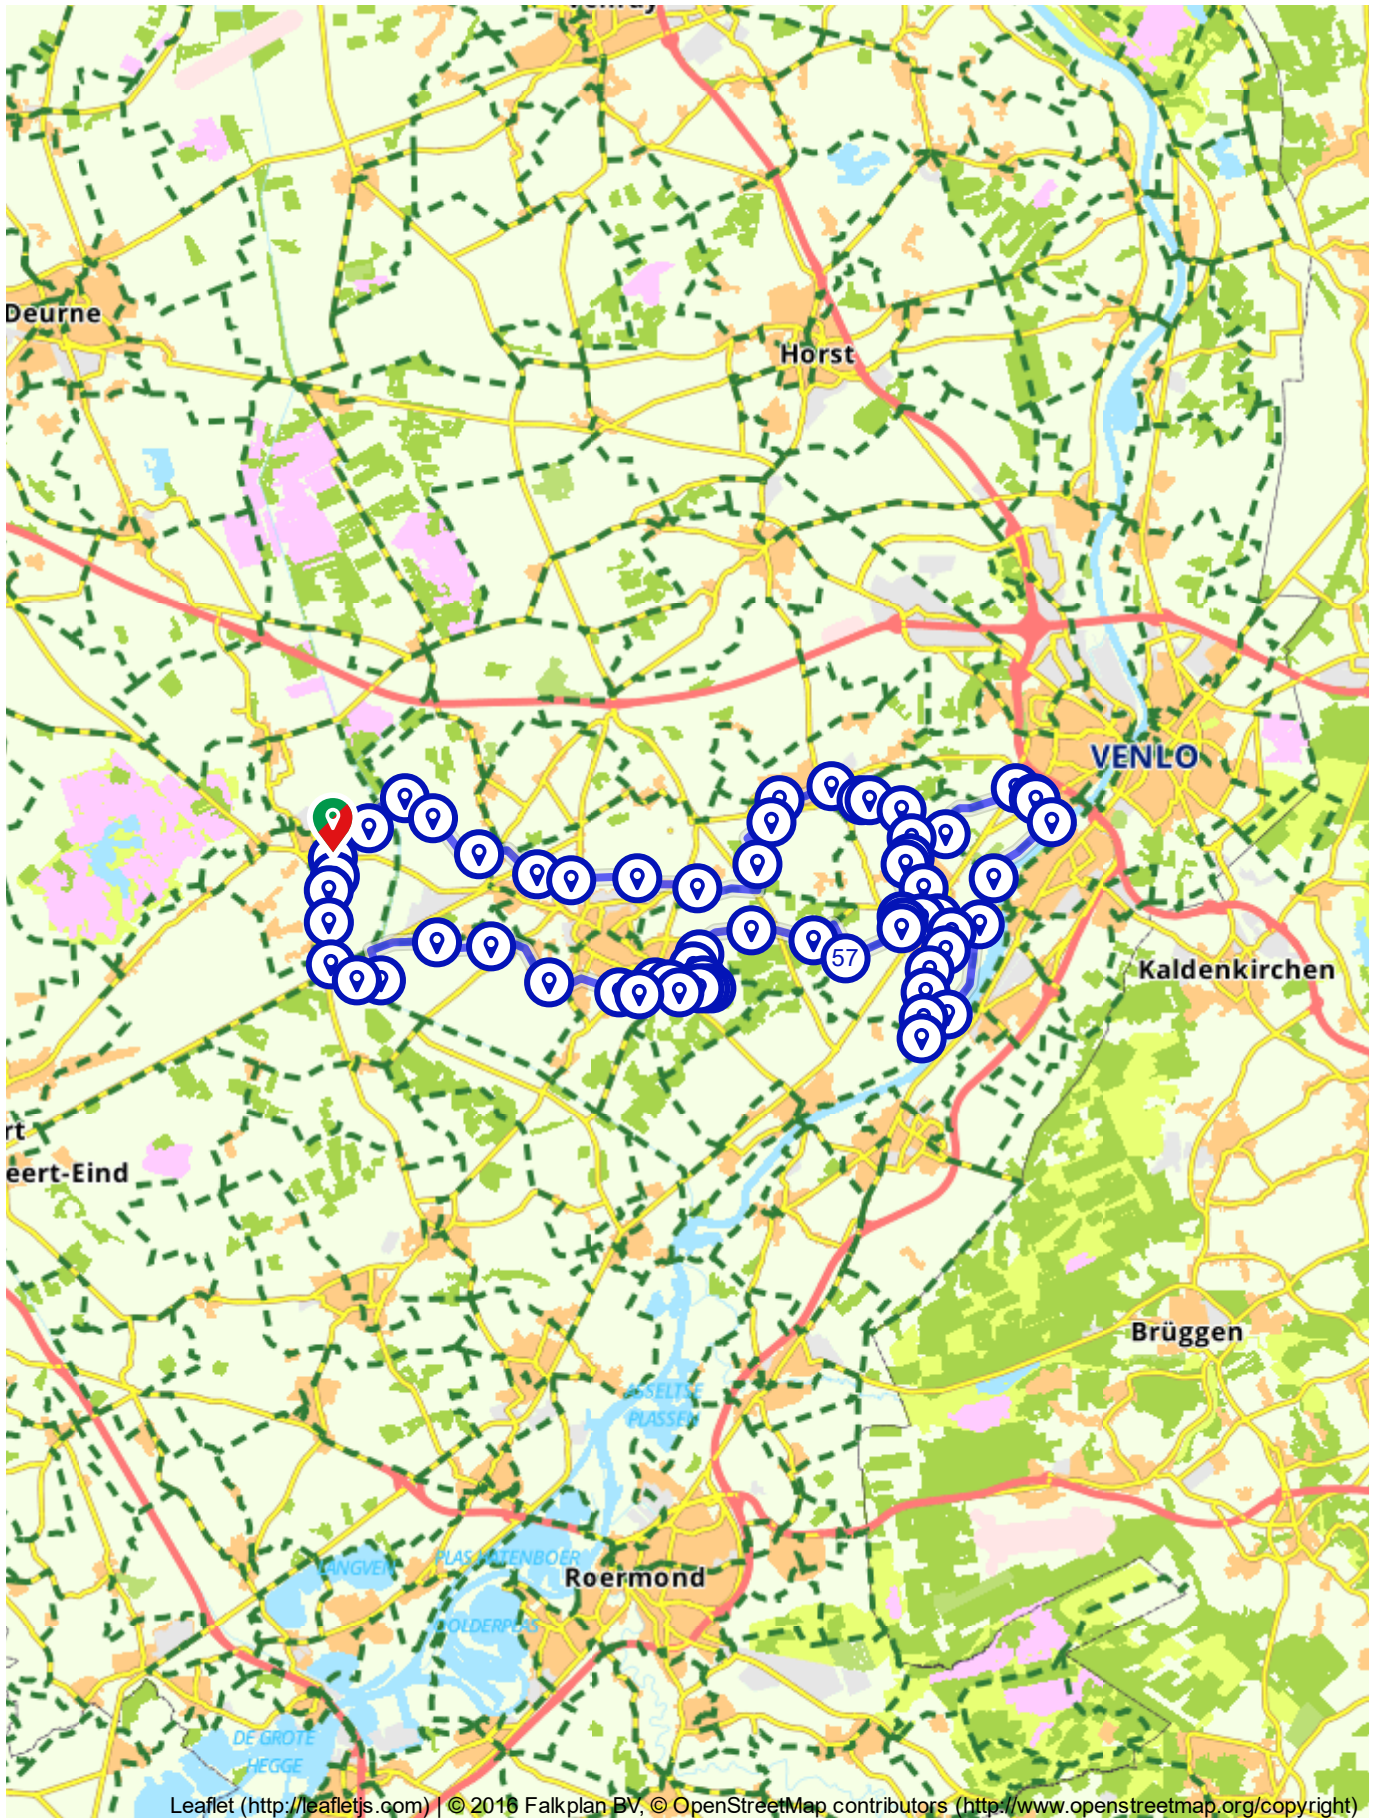 Venray
Deurne
Horst
VENLO
57
Kaldenkirchen
rt
eert-Eind
Brüggen
ASSELTSE
PLASSEN
LANGVEN
PLAS HATENBOER
Roermond
OOLDERPLAS
DE GROTE
HEGGE
Leaflet (http://leafletjs.com) | © 2016 Falkplan BV, © OpenStreetMap contributors (http://www.openstreetmap.org/copyright)